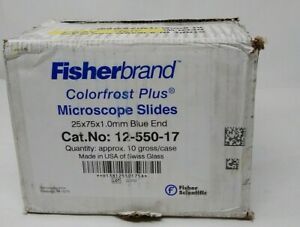 Fisherbrand®
Colorfrost Plus®
Microscope Slides
25x75x1.0mm Blue End
Cat.No: 12-550-17
Quantity: approx. 10 gross/case
Made in USA of Swiss Glass
Fisher
Scientific